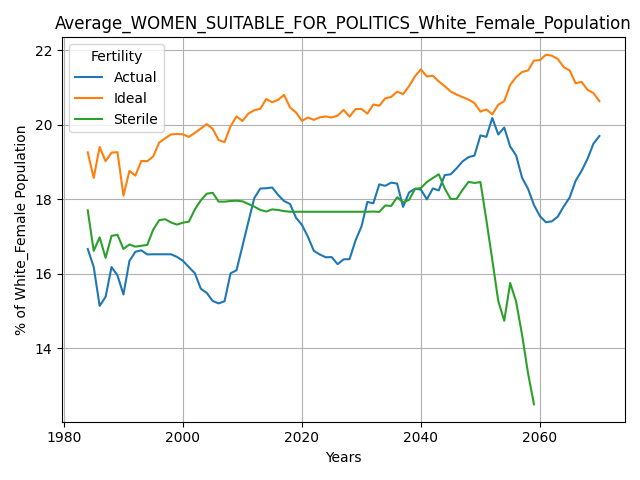 Average_WOMEN_SUITABLE_FOR_POLITICS_White_Female_Population
Fertility
Actual
Ideal
Sterile
% of White_Female Population
22
20
18
16
14
1980
2000
2020
2040
2060
Years